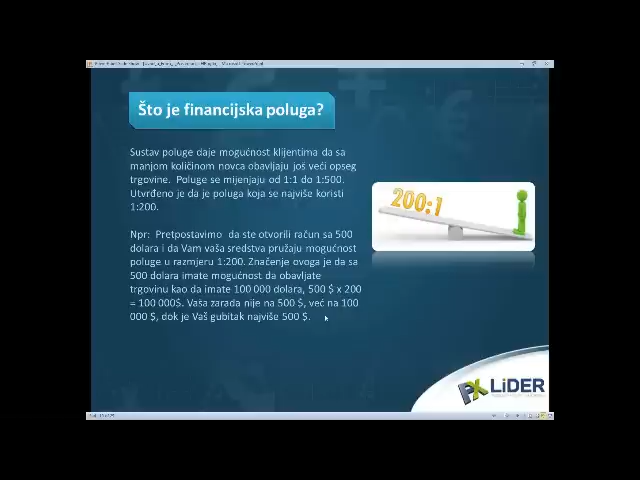 Što je financijska poluga?
Sustav poluge daje mogućnost klijentima da sa
manjom količinom novca obavljaju još veći opseg
trgovine. Poluge se mijenjaju od 1:1 do 1:500.
Utvrđeno je da je poluga koja se najviše koristi
1:200.
200:1
Npr: Pretpostavimo da ste otvorili račun sa 500
dolara i da Vam vaša sredstva pružaju mogućnost
poluge u razmjeru 1:200. Značenje ovoga je da sa
500 dolara imate mogućnost da obavljate
trgovinu kao da imate 100 000 dolara, 500 $ x 200
= 100 000$. Vaša zarada nije na 500 $, već na 100
000 $, dok je Vaš gubitak najviše 500 $.
FX LiDER